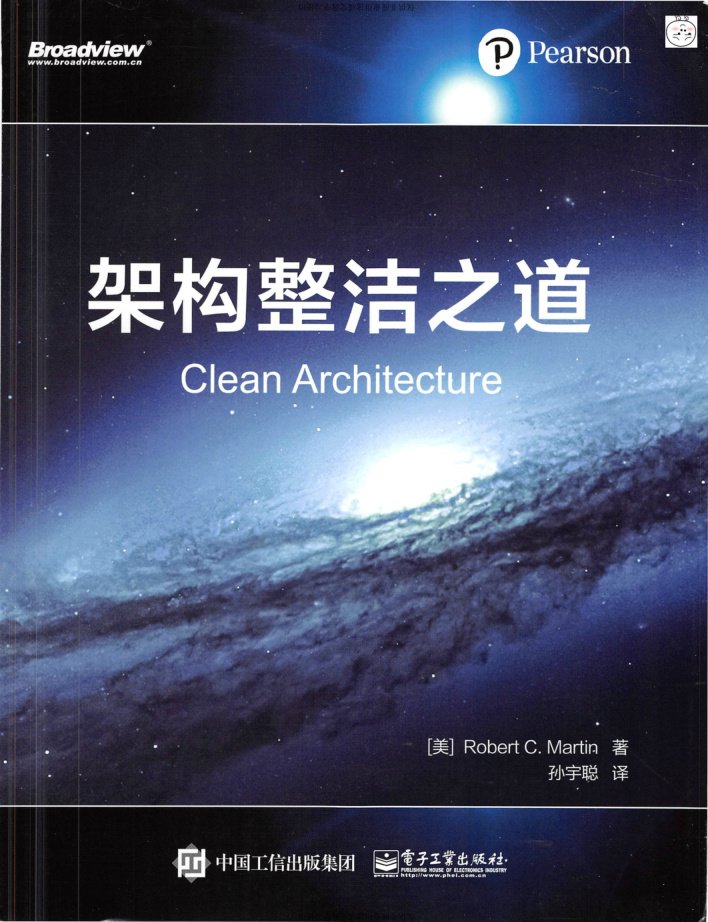 Broadview®
www.broadview.com.cn
Pearson
架构整洁之道
Clean Architecture
[美] Robert C. Martin 著
孙宇聪 译
中国工信出版集团
電子工業出版社.
PUBLISHING HOUSE OF ELECTRONICS INDUSTRY
http://www.phei.com.cn